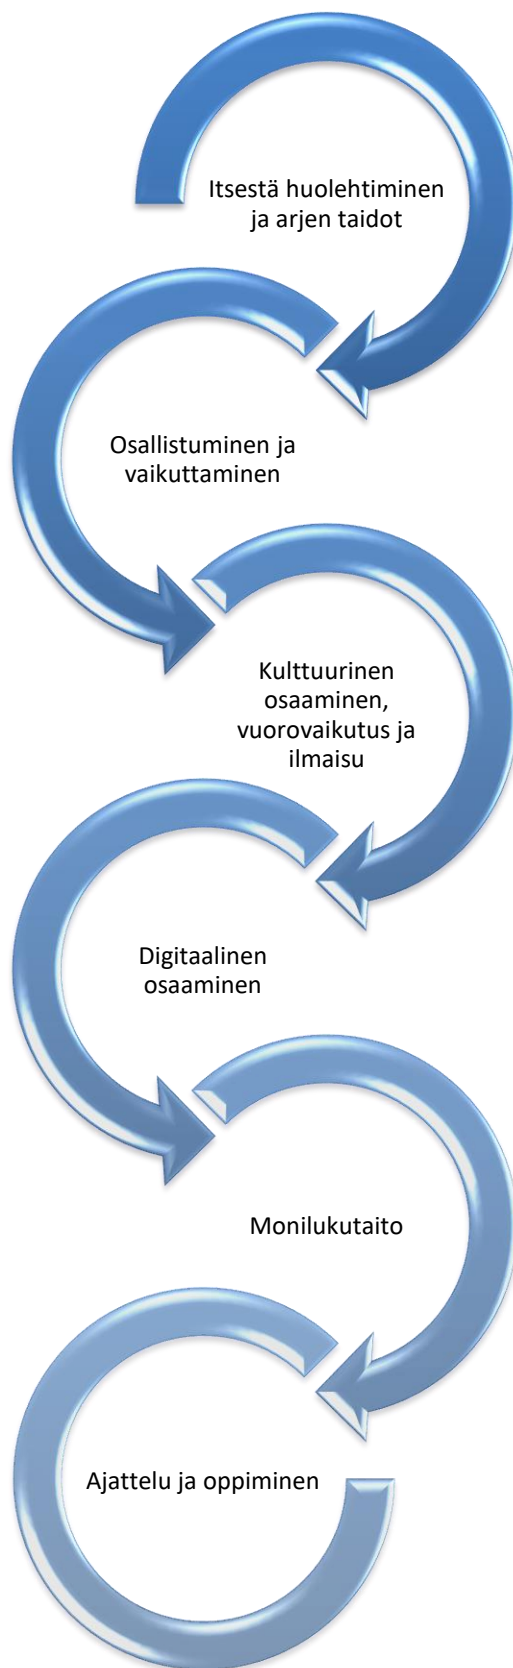 Itsestä huolehtiminen
ja arjen taidot
Osallistuminen ja
vaikuttaminen
Kulttuurinen
osaaminen,
vuorovaikutus ja
ilmaisu
Digitaalinen
osaaminen
Monilukutaito
Ajattelu ja oppiminen